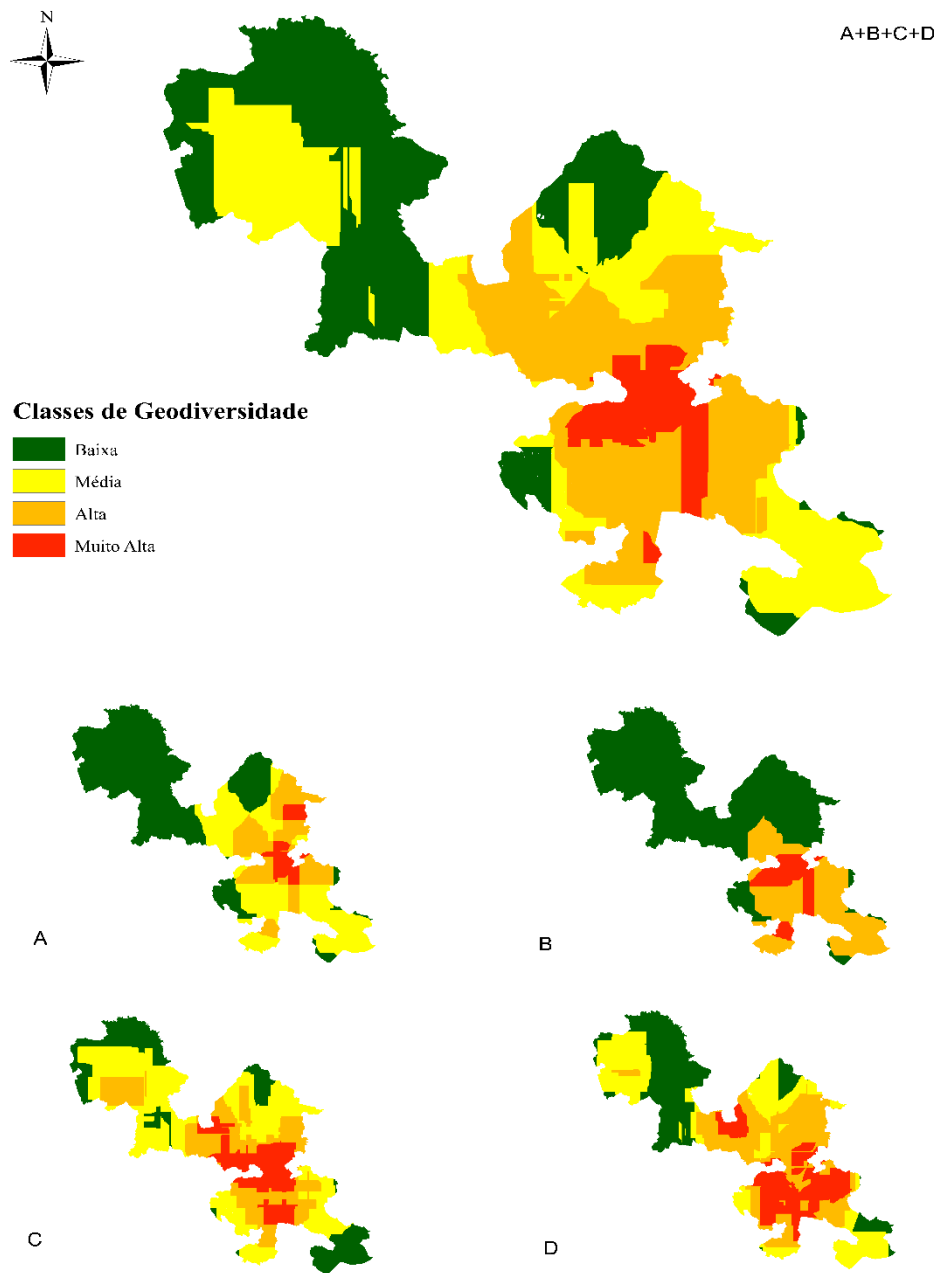 N
A+B+C+D
Classes de Geodiversidade
Baixa
Média
Alta
Muito Alta
A
B
C
D